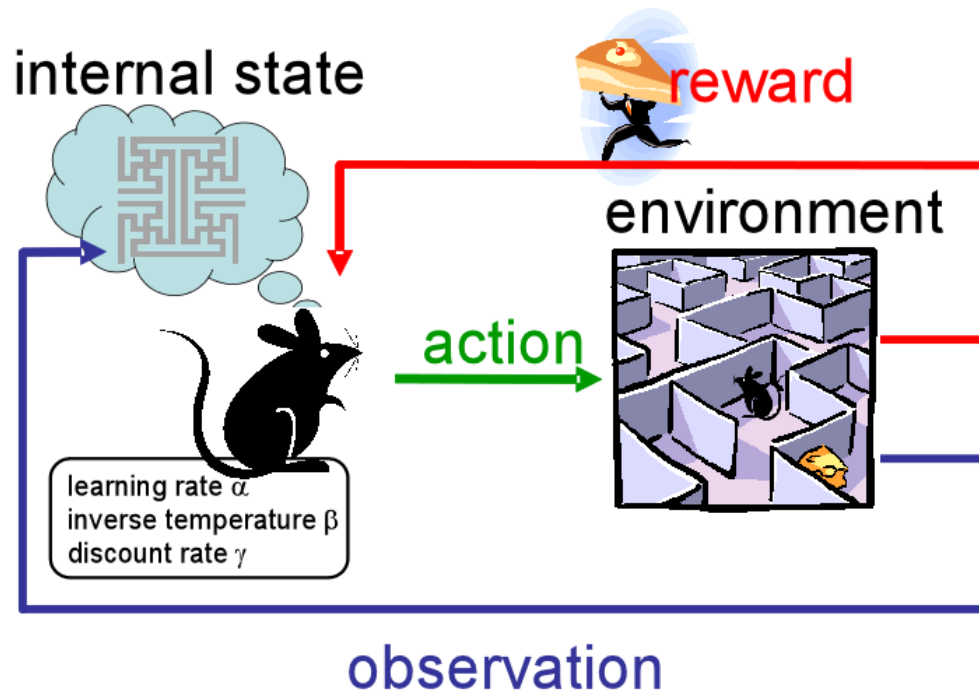 internal state
reward
environment
action
learning rate α
inverse temperature β
discount rate γ
observation